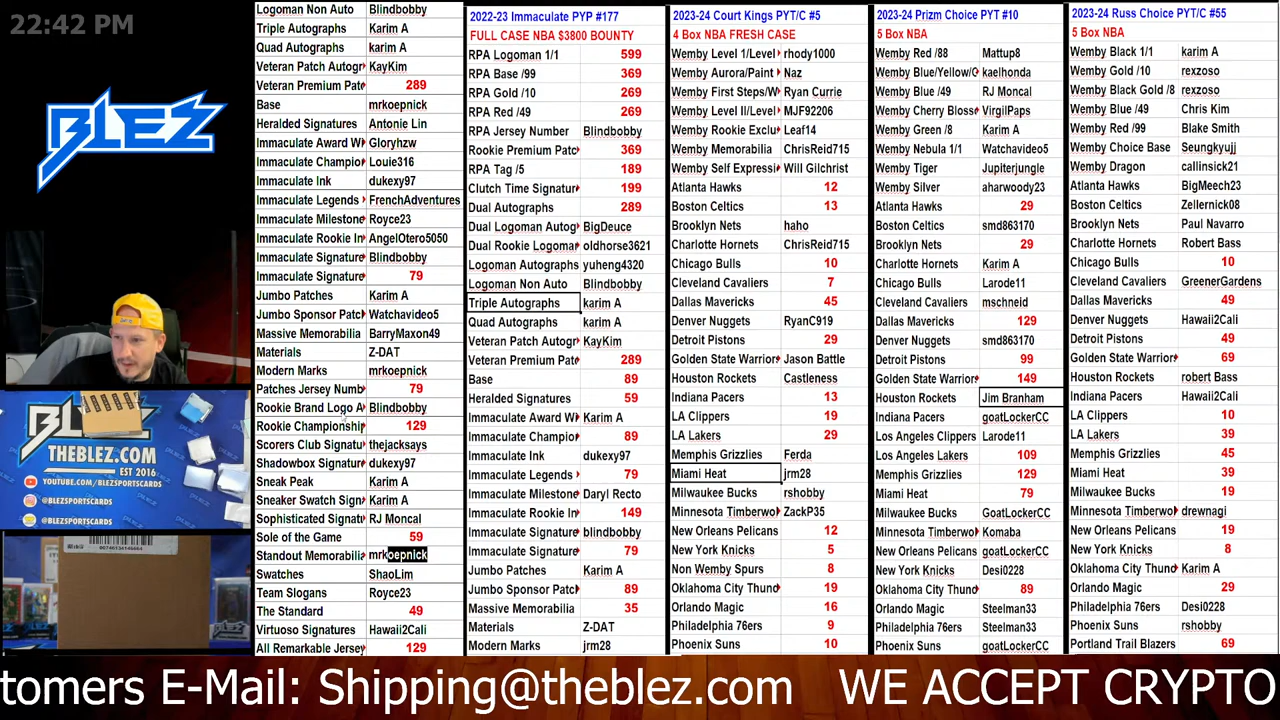 22:42 PM
BLEZ
BLEZ
THEBLEZ.COM
EST 2016
YOUTUBE.COM/BLEZSPORTSCARDS
@BLEZSPORTSCARDS
@BLEZSPORTSCARDS
Logoman Non Auto Blindbobby
Triple Autographs Karim A
Quad Autographs karim A
Veteran Patch Autogr KayKim
Veteran Premium Pat 289
Base mrkoepnick
Heralded Signatures Antonie Lin
Immaculate Award W Gloryhzw
Immaculate Champio Louie316
Immaculate Ink dukexy97
Immaculate Legends FrenchAdventures
Immaculate Milestone Royce23
Immaculate Rookie In AngelOtero5050
Immaculate Signature Blindbobby
Immaculate Signature 79
Jumbo Patches Karim A
Jumbo Sponsor Patc Watchavideo5
Massive Memorabilia BarryMaxon49
Materials Z-DAT
Modern Marks mrkoepnick
Patches Jersey Numb 79
Rookie Brand Logo A Blindbobby
Rookie Championship 129
Scorers Club Signatu thejacksays
Shadowbox Signatur dukexy97
Sneak Peak Karim A
Sneaker Swatch Sign Karim A
Sophisticated Signat RJ Moncal
Sole of the Game 59
Standout Memorabili mrkoepnick
Swatches ShaoLim
Team Slogans Royce23
The Standard 49
Virtuoso Signatures Hawaii2Cali
All Remarkable Jersey 129
2022-23 Immaculate PYP #177
FULL CASE NBA $3800 BOUNTY
RPA Logoman 1/1 599
RPA Base /99 369
RPA Gold /10 269
RPA Red /49 269
RPA Jersey Number Blindbobby
Rookie Premium Patc 369
RPA Tag /5 189
Clutch Time Signatur 199
Dual Autographs 289
Dual Logoman Autog BigDeuce
Dual Rookie Logoma oldhorse3621
Logoman Autographs yuheng4320
Logoman Non Auto Blindbobby
Triple Autographs karim A
Quad Autographs karim A
Veteran Patch Autogr KayKim
Veteran Premium Pat 289
Base 89
Heralded Signatures 59
Immaculate Award W Karim A
Immaculate Champio 89
Immaculate Ink dukexy97
Immaculate Legends 79
Immaculate Milestone Daryl Recto
Immaculate Rookie In 149
Immaculate Signature blindbobby
Immaculate Signature 79
Jumbo Patches Karim A
Jumbo Sponsor Patc 89
Massive Memorabilia 35
Materials Z-DAT
Modern Marks jrm28
2023-24 Court Kings PYT/C #5
4 Box NBA FRESH CASE
Wemby Level 1/Level rhody1000
Wemby Aurora/Paint Naz
Wemby First Steps/W Ryan Currie
Wemby Level II/Level MJF92206
Wemby Rookie Exclu Leaf14
Wemby Memorabilia ChrisReid715
Wemby Self Expressi Will Gilchrist
Atlanta Hawks 12
Boston Celtics 13
Brooklyn Nets haho
Charlotte Hornets ChrisReid715
Chicago Bulls 10
Cleveland Cavaliers 7
Dallas Mavericks 45
Denver Nuggets RyanC919
Detroit Pistons 29
Golden State Warrior Jason Battle
Houston Rockets Castleness
Indiana Pacers 13
LA Clippers 19
LA Lakers 29
Memphis Grizzlies Ferda
Miami Heat jrm28
Milwaukee Bucks rshobby
Minnesota Timberwo ZackP35
New Orleans Pelicans 12
New York Knicks 5
Non Wemby Spurs 8
Oklahoma City Thund 16
Orlando Magic 16
Philadelphia 76ers 9
Phoenix Suns 10
2023-24 Prizm Choice PYT #10
5 Box NBA
Wemby Red /88 Mattup8
Wemby Blue/Yellow/G kaelhonda
Wemby Blue /49 RJ Moncal
Wemby Cherry Bloss VirgilPaps
Wemby Green /8 Karim A
Wemby Nebula 1/1 Watchavideo5
Wemby Tiger Jupiterjungle
Wemby Silver aharwoody23
Atlanta Hawks 29
Boston Celtics smd863170
Brooklyn Nets 29
Charlotte Hornets Karim A
Chicago Bulls Larode11
Cleveland Cavaliers mschneid
Dallas Mavericks 129
Denver Nuggets smd863170
Detroit Pistons 99
Golden State Warrior 149
Houston Rockets Jim Branham
Indiana Pacers goatLockerCC
Los Angeles Clippers Larode11
Los Angeles Lakers 109
Memphis Grizzlies 129
Miami Heat 79
Milwaukee Bucks GoatLockerCC
Minnesota Timberwo Komaba
New Orleans Pelicans goatLockerCC
New York Knicks Desi0228
Oklahoma City Thund 89
Orlando Magic Steelman33
Philadelphia 76ers Steelman33
Phoenix Suns goatLockerCC
2023-24 Russ Choice PYT/C #55
5 Box NBA
Wemby Black 1/1 karim A
Wemby Gold /10 rexzoso
Wemby Black Gold /8 rexzoso
Wemby Blue /49 Chris Kim
Wemby Red /99 Blake Smith
Wemby Choice Base Seungkyujj
Wemby Dragon callinsick21
Atlanta Hawks BigMeech23
Boston Celtics Zellernick08
Brooklyn Nets Paul Navarro
Charlotte Hornets Robert Bass
Chicago Bulls 10
Cleveland Cavaliers GreenerGardens
Dallas Mavericks 49
Denver Nuggets Hawaii2Cali
Detroit Pistons 49
Golden State Warrior 69
Houston Rockets robert Bass
Indiana Pacers Hawaii2Cali
LA Clippers 10
LA Lakers 39
Memphis Grizzlies 45
Miami Heat 39
Milwaukee Bucks 19
Minnesota Timberwo drewnagi
New Orleans Pelicans 19
New York Knicks 8
Oklahoma City Thund Karim A
Orlando Magic 29
Philadelphia 76ers Desi0228
Phoenix Suns rshobby
Portland Trail Blazers 69
tomers E-Mail: Shipping@theblez.com WE ACCEPT CRYPTO